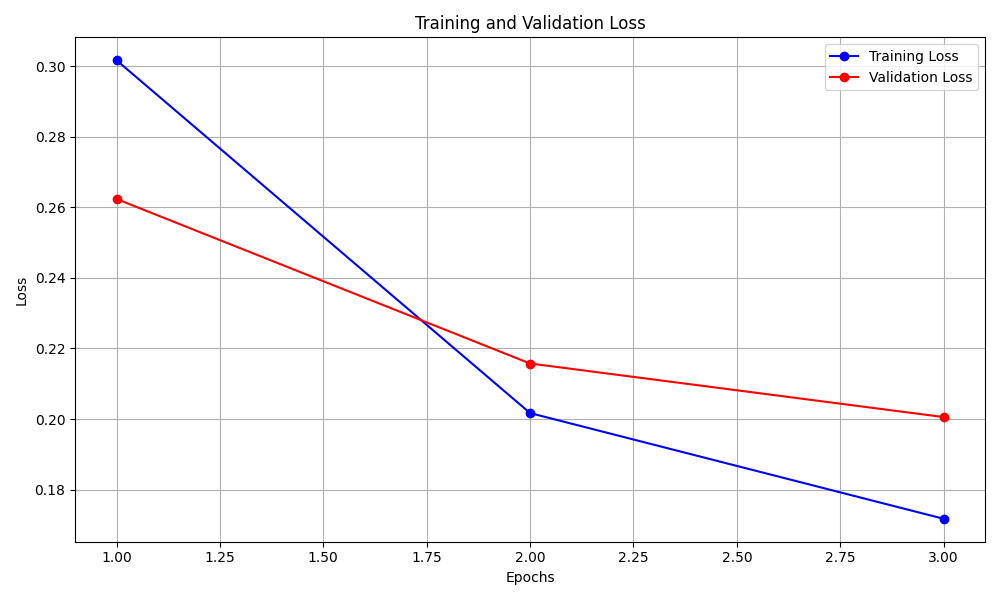 Training and Validation Loss
Training Loss
Validation Loss
Loss
0.30
0.28
0.26
0.24
0.22
0.20
0.18
1.00 1.25 1.50 1.75 2.00 2.25 2.50 2.75 3.00
Epochs